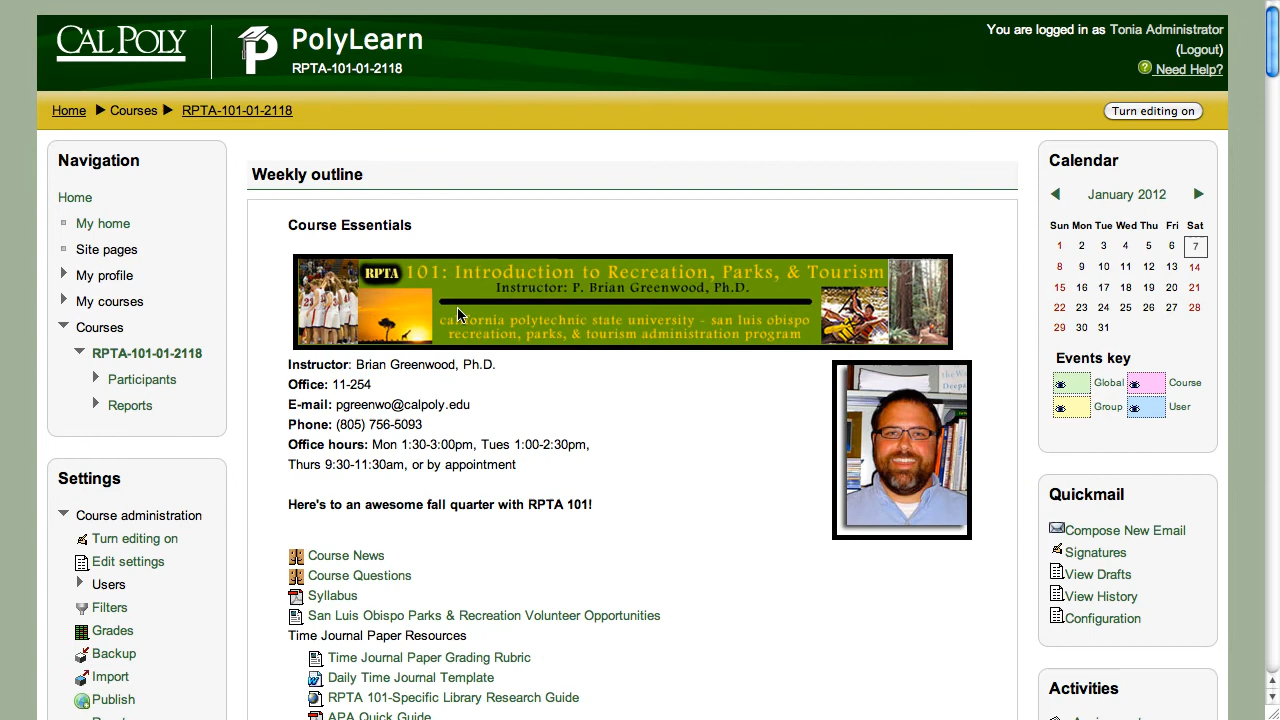 CAL POLY
PolyLearn
RPTA-101-01-2118
You are logged in as Tonia Administrator
(Logout)
Need Help?
Home Courses RPTA-101-01-2118
Turn editing on
Navigation
Home
My home
Site pages
My profile
My courses
Courses
RPTA-101-01-2118
Participants
Reports
Settings
Course administration
Turn editing on
Edit settings
Users
Filters
Grades
Backup
Import
Publish
Weekly outline
Course Essentials
RPTA 101: Introduction to Recreation, Parks, & Tourism
Instructor: P. Brian Greenwood, Ph.D.
california polytechnic state university - san luis obispo
recreation, parks, & tourism administration program
Instructor: Brian Greenwood, Ph.D.
Office: 11-254
E-mail: pgreenwo@calpoly.edu
Phone: (805) 756-5093
Office hours: Mon 1:30-3:00pm, Tues 1:00-2:30pm,
Thurs 9:30-11:30am, or by appointment
Here's to an awesome fall quarter with RPTA 101!
Course News
Course Questions
Syllabus
San Luis Obispo Parks & Recreation Volunteer Opportunities
Time Journal Paper Resources
Time Journal Paper Grading Rubric
Daily Time Journal Template
RPTA 101-Specific Library Research Guide
APA Quick Guide
Calendar
January 2012
Sun Mon Tue Wed Thu Fri Sat
1 2 3 4 5 6 7
8 9 10 11 12 13 14
15 16 17 18 19 20 21
22 23 24 25 26 27 28
29 30 31
Events key
Global Course
Group User
Quickmail
Compose New Email
Signatures
View Drafts
View History
Configuration
Activities